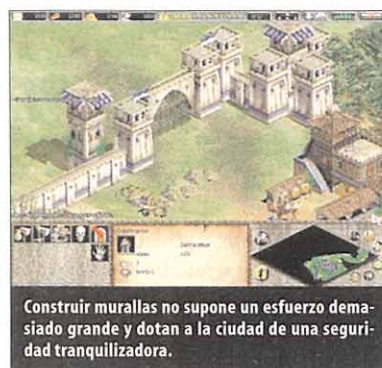 Construir murallas no supone un esfuerzo dema-
siado grande y dotan a la ciudad de una seguri-
dad tranquilizadora.